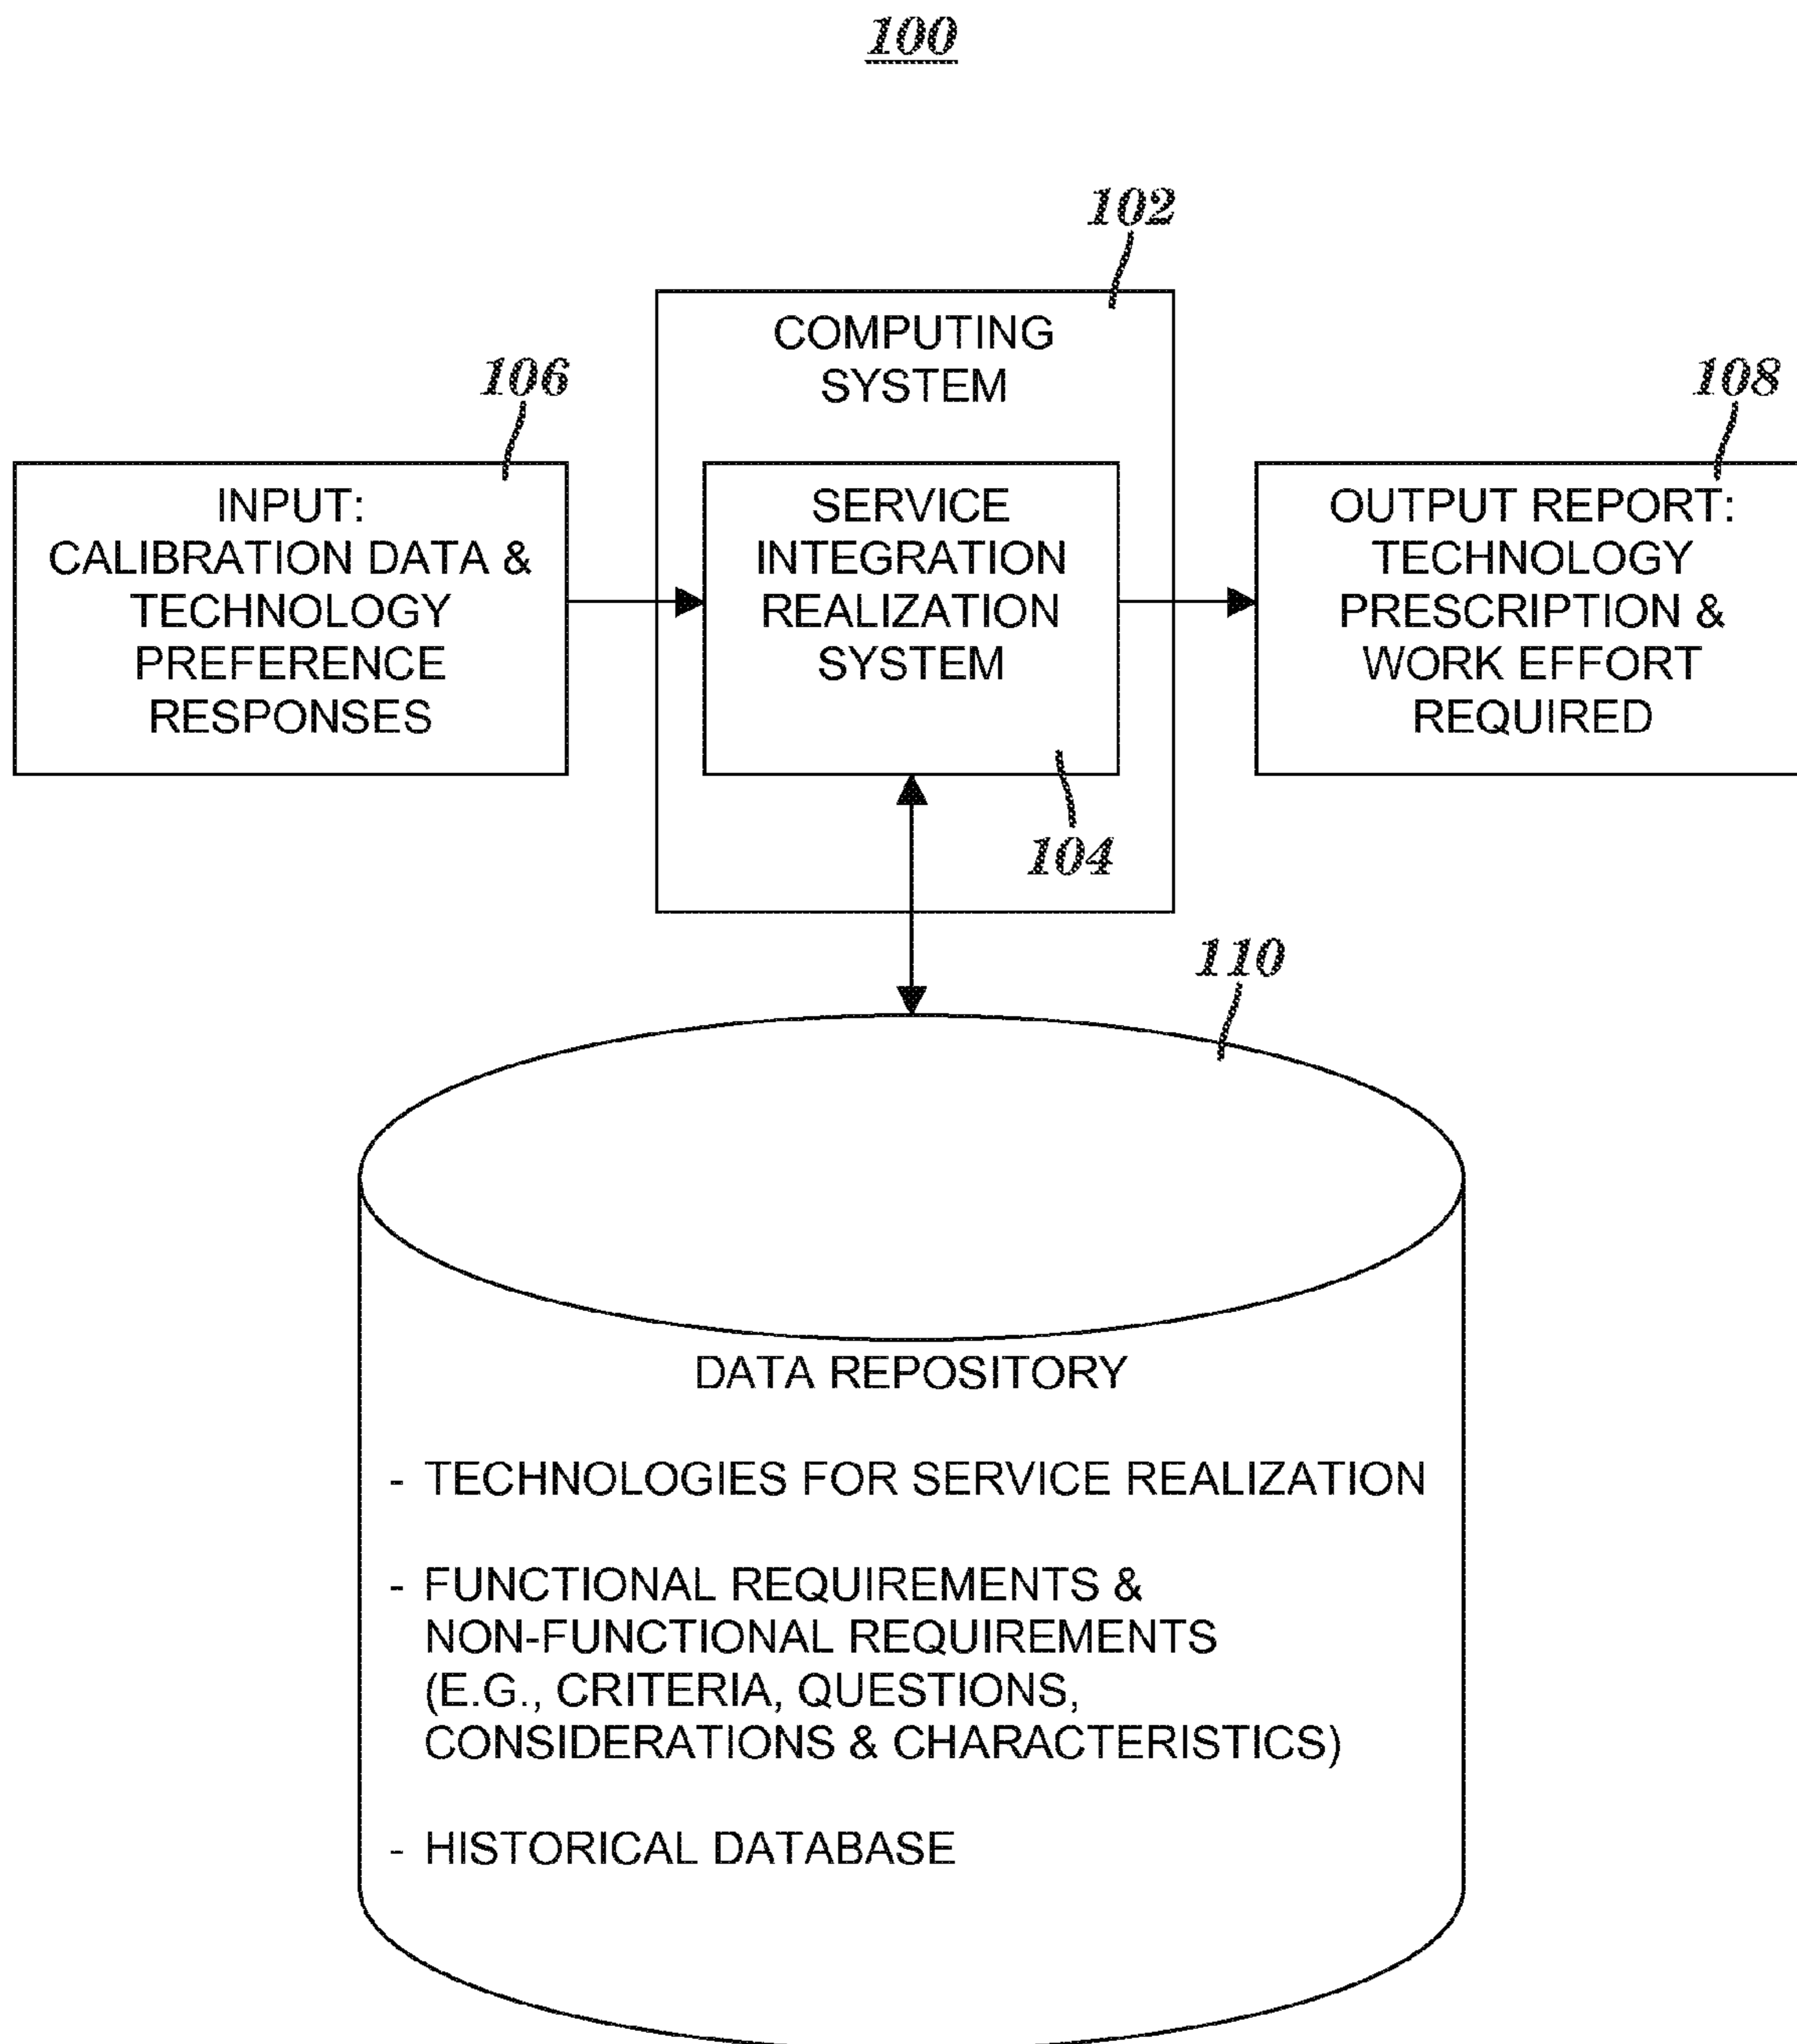 100
102
COMPUTING
SYSTEM
106
108
INPUT:
CALIBRATION DATA &
TECHNOLOGY
PREFERENCE
RESPONSES
SERVICE
INTEGRATION
REALIZATION
SYSTEM
OUTPUT REPORT:
TECHNOLOGY
PRESCRIPTION &
WORK EFFORT
REQUIRED
104
110
DATA REPOSITORY
- TECHNOLOGIES FOR SERVICE REALIZATION
- FUNCTIONAL REQUIREMENTS &
NON-FUNCTIONAL REQUIREMENTS
(E.G., CRITERIA, QUESTIONS,
CONSIDERATIONS & CHARACTERISTICS)
- HISTORICAL DATABASE